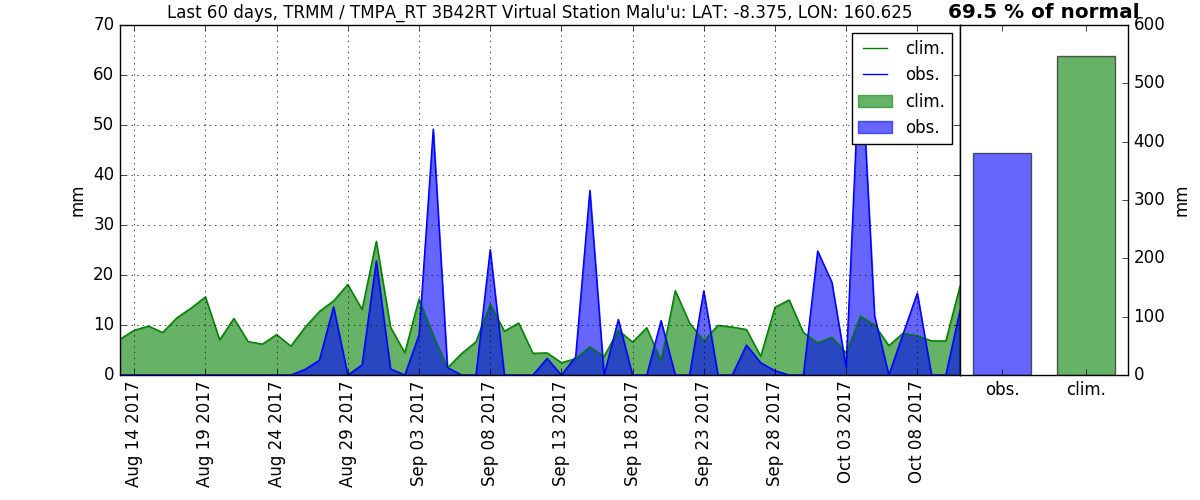 Last 60 days, TRMM / TMPA_RT 3B42RT Virtual Station Malu'u: LAT: -8.375, LON: 160.625
69.5 % of normal
70
60
50
40
30
20
10
0
mm
clim.
obs.
clim.
obs.
600
500
400
300
200
100
0
mm
obs.
clim.
Aug 14 2017
Aug 19 2017
Aug 24 2017
Aug 29 2017
Sep 03 2017
Sep 08 2017
Sep 13 2017
Sep 18 2017
Sep 23 2017
Sep 28 2017
Oct 03 2017
Oct 08 2017